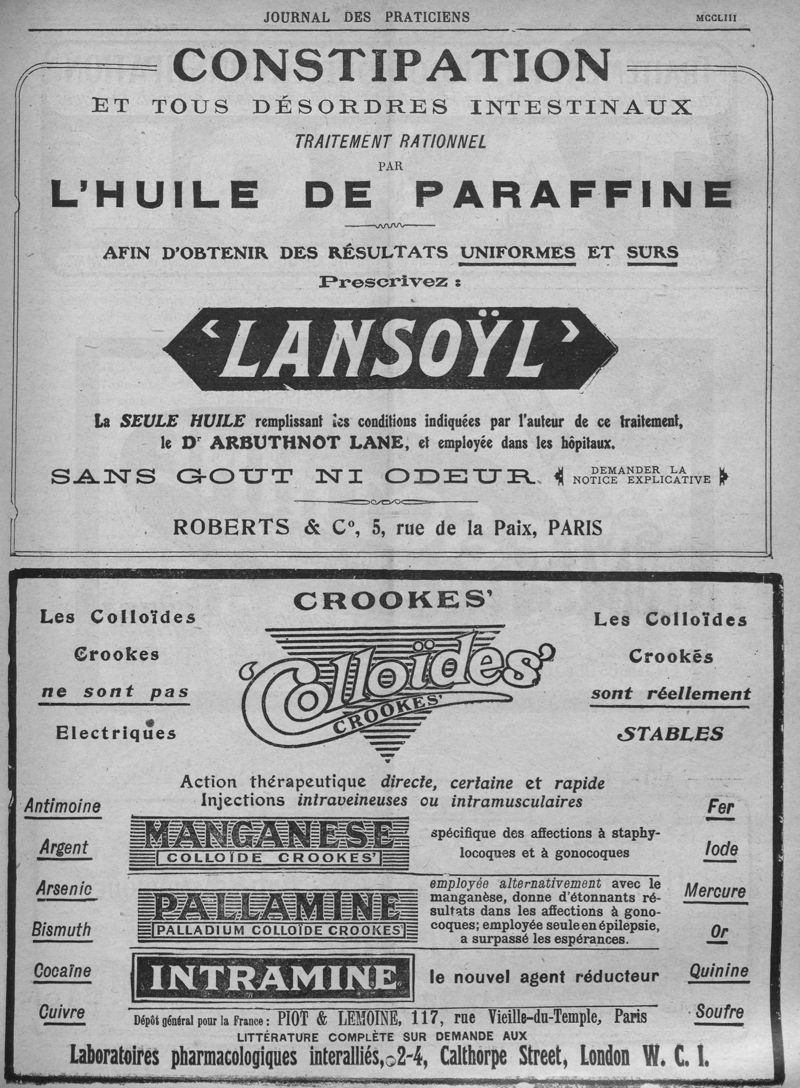 JOURNAL DES PRATICIENS MCCLIII
CONSTIPATION
ET TOUS DÉSORDRES INTESTINAUX
TRAITEMENT RATIONNEL
PAR
L'HUILE DE PARAFFINE
AFIN D'OBTENIR DES RÉSULTATS UNIFORMES ET SURS
Prescrivez :
‹LANSOŸL›
La SEULE HUILE remplissant les conditions indiquées par l'auteur de ce traitement,
le Dr ARBUTHNOT LANE, et employée dans les hôpitaux.
SANS GOUT NI ODEUR.
DEMANDER LA
NOTICE EXPLICATIVE
ROBERTS & Co, 5, rue de la Paix, PARIS
CROOKES'
Les Colloïdes
Crookes
ne sont pas
Electriques
'Colloïdes'
CROOKES'
Les Colloïdes
Crookés
sont réellement
STABLES
Action thérapeutique directe, certaine et rapide
Injections intraveineuses ou intramusculaires
Antimoine
Argent
Arsenic
Bismuth
Cocaïne
Cuivre
MANGANESE
COLLOÏDE CROOKES'
spécifique des affections à staphy-
locoques et à gonocoques
PALLAMINE
PALLADIUM COLLOÏDE CROOKES'
employée alternativement avec le
manganèse, donne d'étonnants ré-
sultats dans les affections à gono-
coques; employée seule en épilepsie,
a surpassé les espérances.
INTRAMINE
le nouvel agent réducteur
Fer
Iode
Mercure
Or
Quinine
Soufre
Dépôt général pour la France : PIOT & LEMOINE, 117, rue Vieille-du-Temple, Paris
LITTÉRATURE COMPLÈTE SUR DEMANDE AUX
Laboratoires pharmacologiques interalliés, 2-4, Calthorpe Street, London W. C. 1.